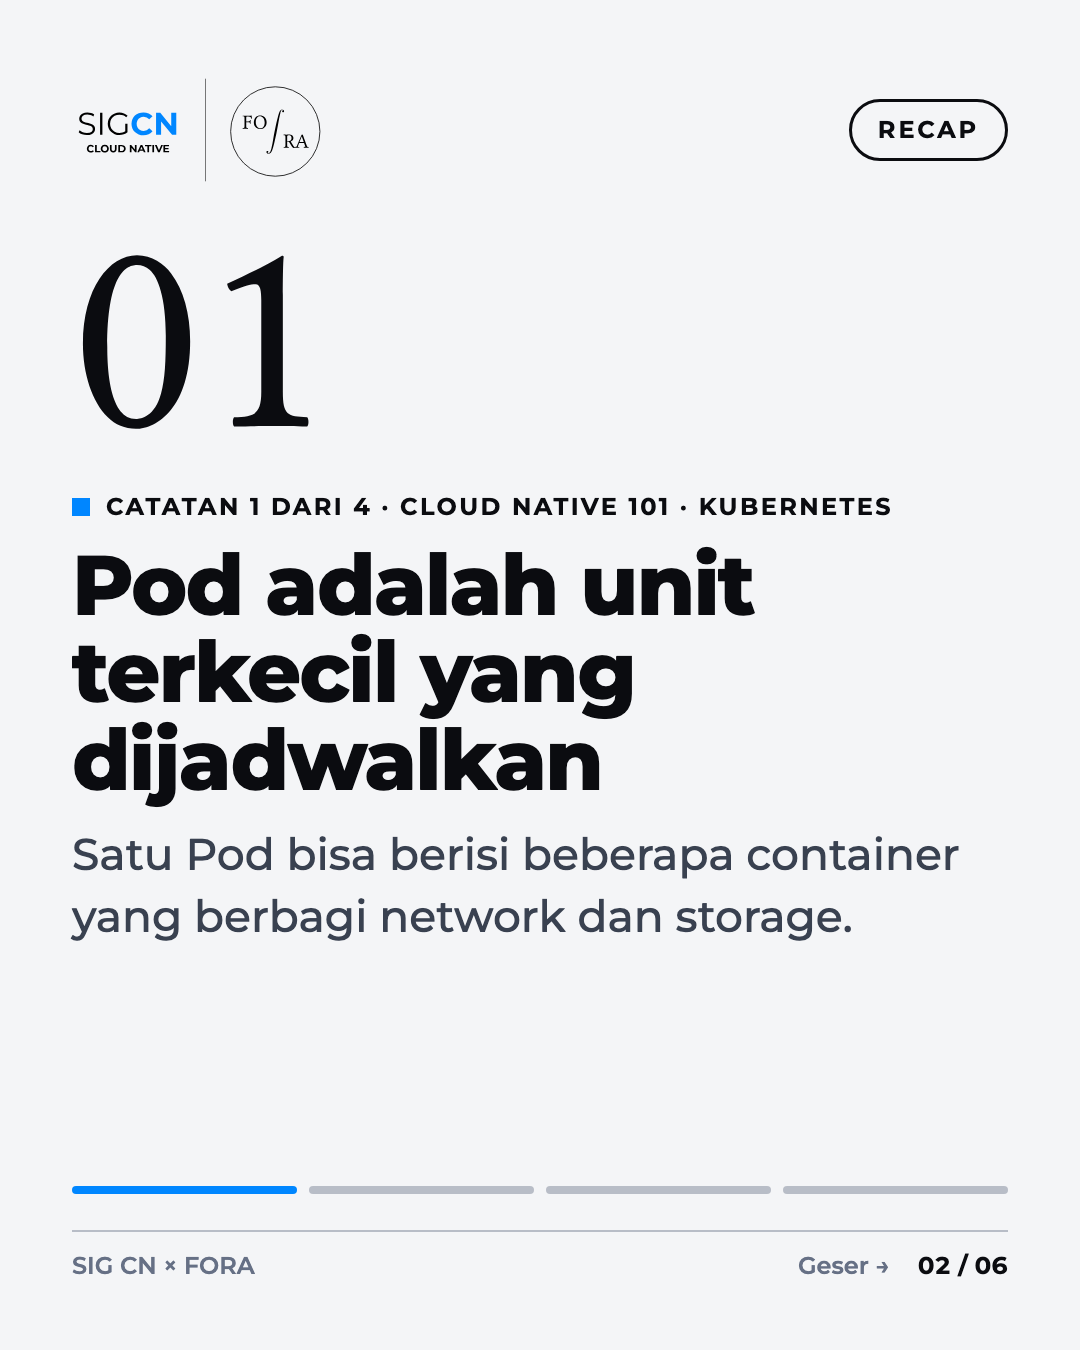 SIGCN
CLOUD NATIVE
FO
RA
RECAP
01
CATATAN 1 DARI 4 · CLOUD NATIVE 101 · KUBERNETES
Pod adalah unit
terkecil yang
dijadwalkan
Satu Pod bisa berisi beberapa container
yang berbagi network dan storage.
SIG CN × FORA
Geser → 02 / 06